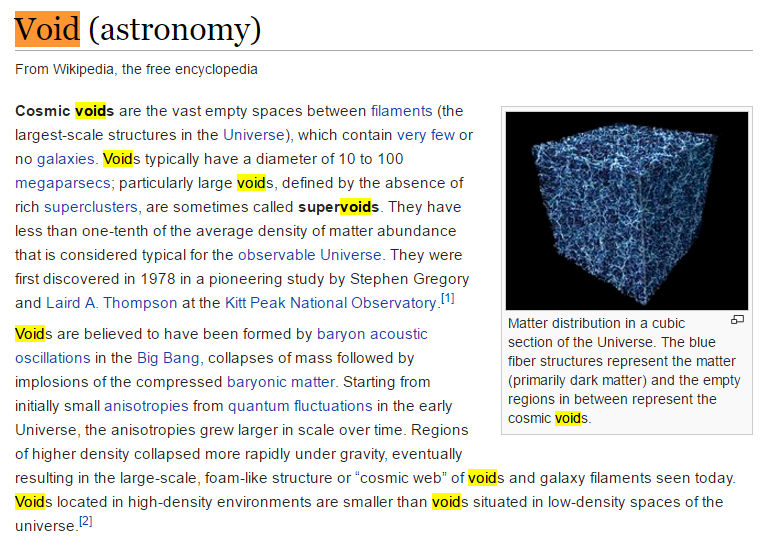 Void (astronomy)
From Wikipedia, the free encyclopedia
Cosmic voids are the vast empty spaces between filaments (the
largest-scale structures in the Universe), which contain very few or
no galaxies. Voids typically have a diameter of 10 to 100
megaparsecs; particularly large voids, defined by the absence of
rich superclusters, are sometimes called supervoids. They have
less than one-tenth of the average density of matter abundance
that is considered typical for the observable Universe. They were
first discovered in 1978 in a pioneering study by Stephen Gregory
and Laird A. Thompson at the Kitt Peak National Observatory.[1]
Voids are believed to have been formed by baryon acoustic
oscillations in the Big Bang, collapses of mass followed by
implosions of the compressed baryonic matter. Starting from
initially small anisotropies from quantum fluctuations in the early
Universe, the anisotropies grew larger in scale over time. Regions
of higher density collapsed more rapidly under gravity, eventually
resulting in the large-scale, foam-like structure or “cosmic web” of voids and galaxy filaments seen today.
Voids located in high-density environments are smaller than voids situated in low-density spaces of the
universe.[2]
Matter distribution in a cubic
section of the Universe. The blue
fiber structures represent the matter
(primarily dark matter) and the empty
regions in between represent the
cosmic voids.